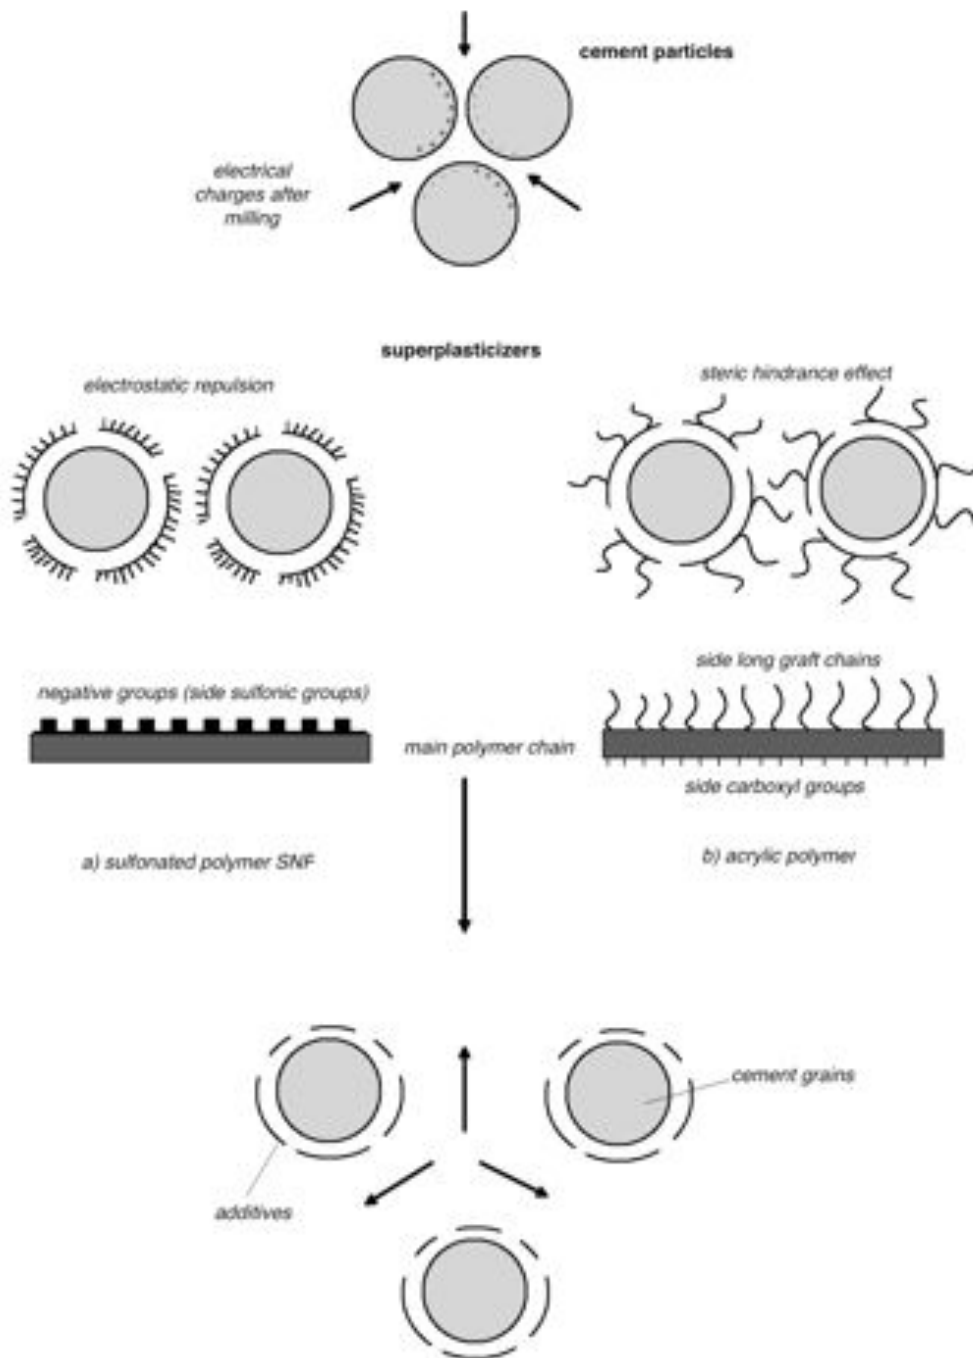 cement particles
electrical
charges after
milling
superplasticizers
electrostatic repulsion
steric hindrance effect
negative groups (side sulfonic groups)
side long graft chains
main polymer chain
side carboxyl groups
a) sulfonated polymer SNF
b) acrylic polymer
cement grains
additives